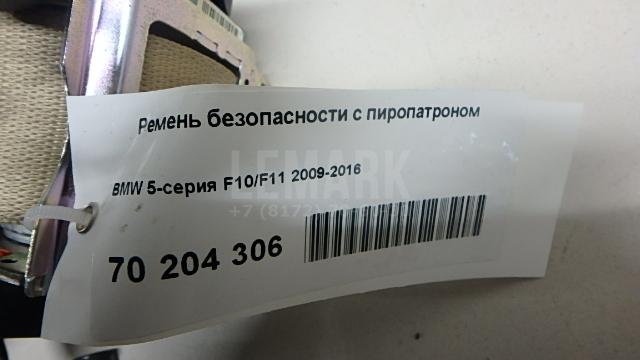 Ремень безопасности с пиропатроном
BMW 5-серия F10/F11 2009-2016
LEMARK
+7 (8172)
70 204 306